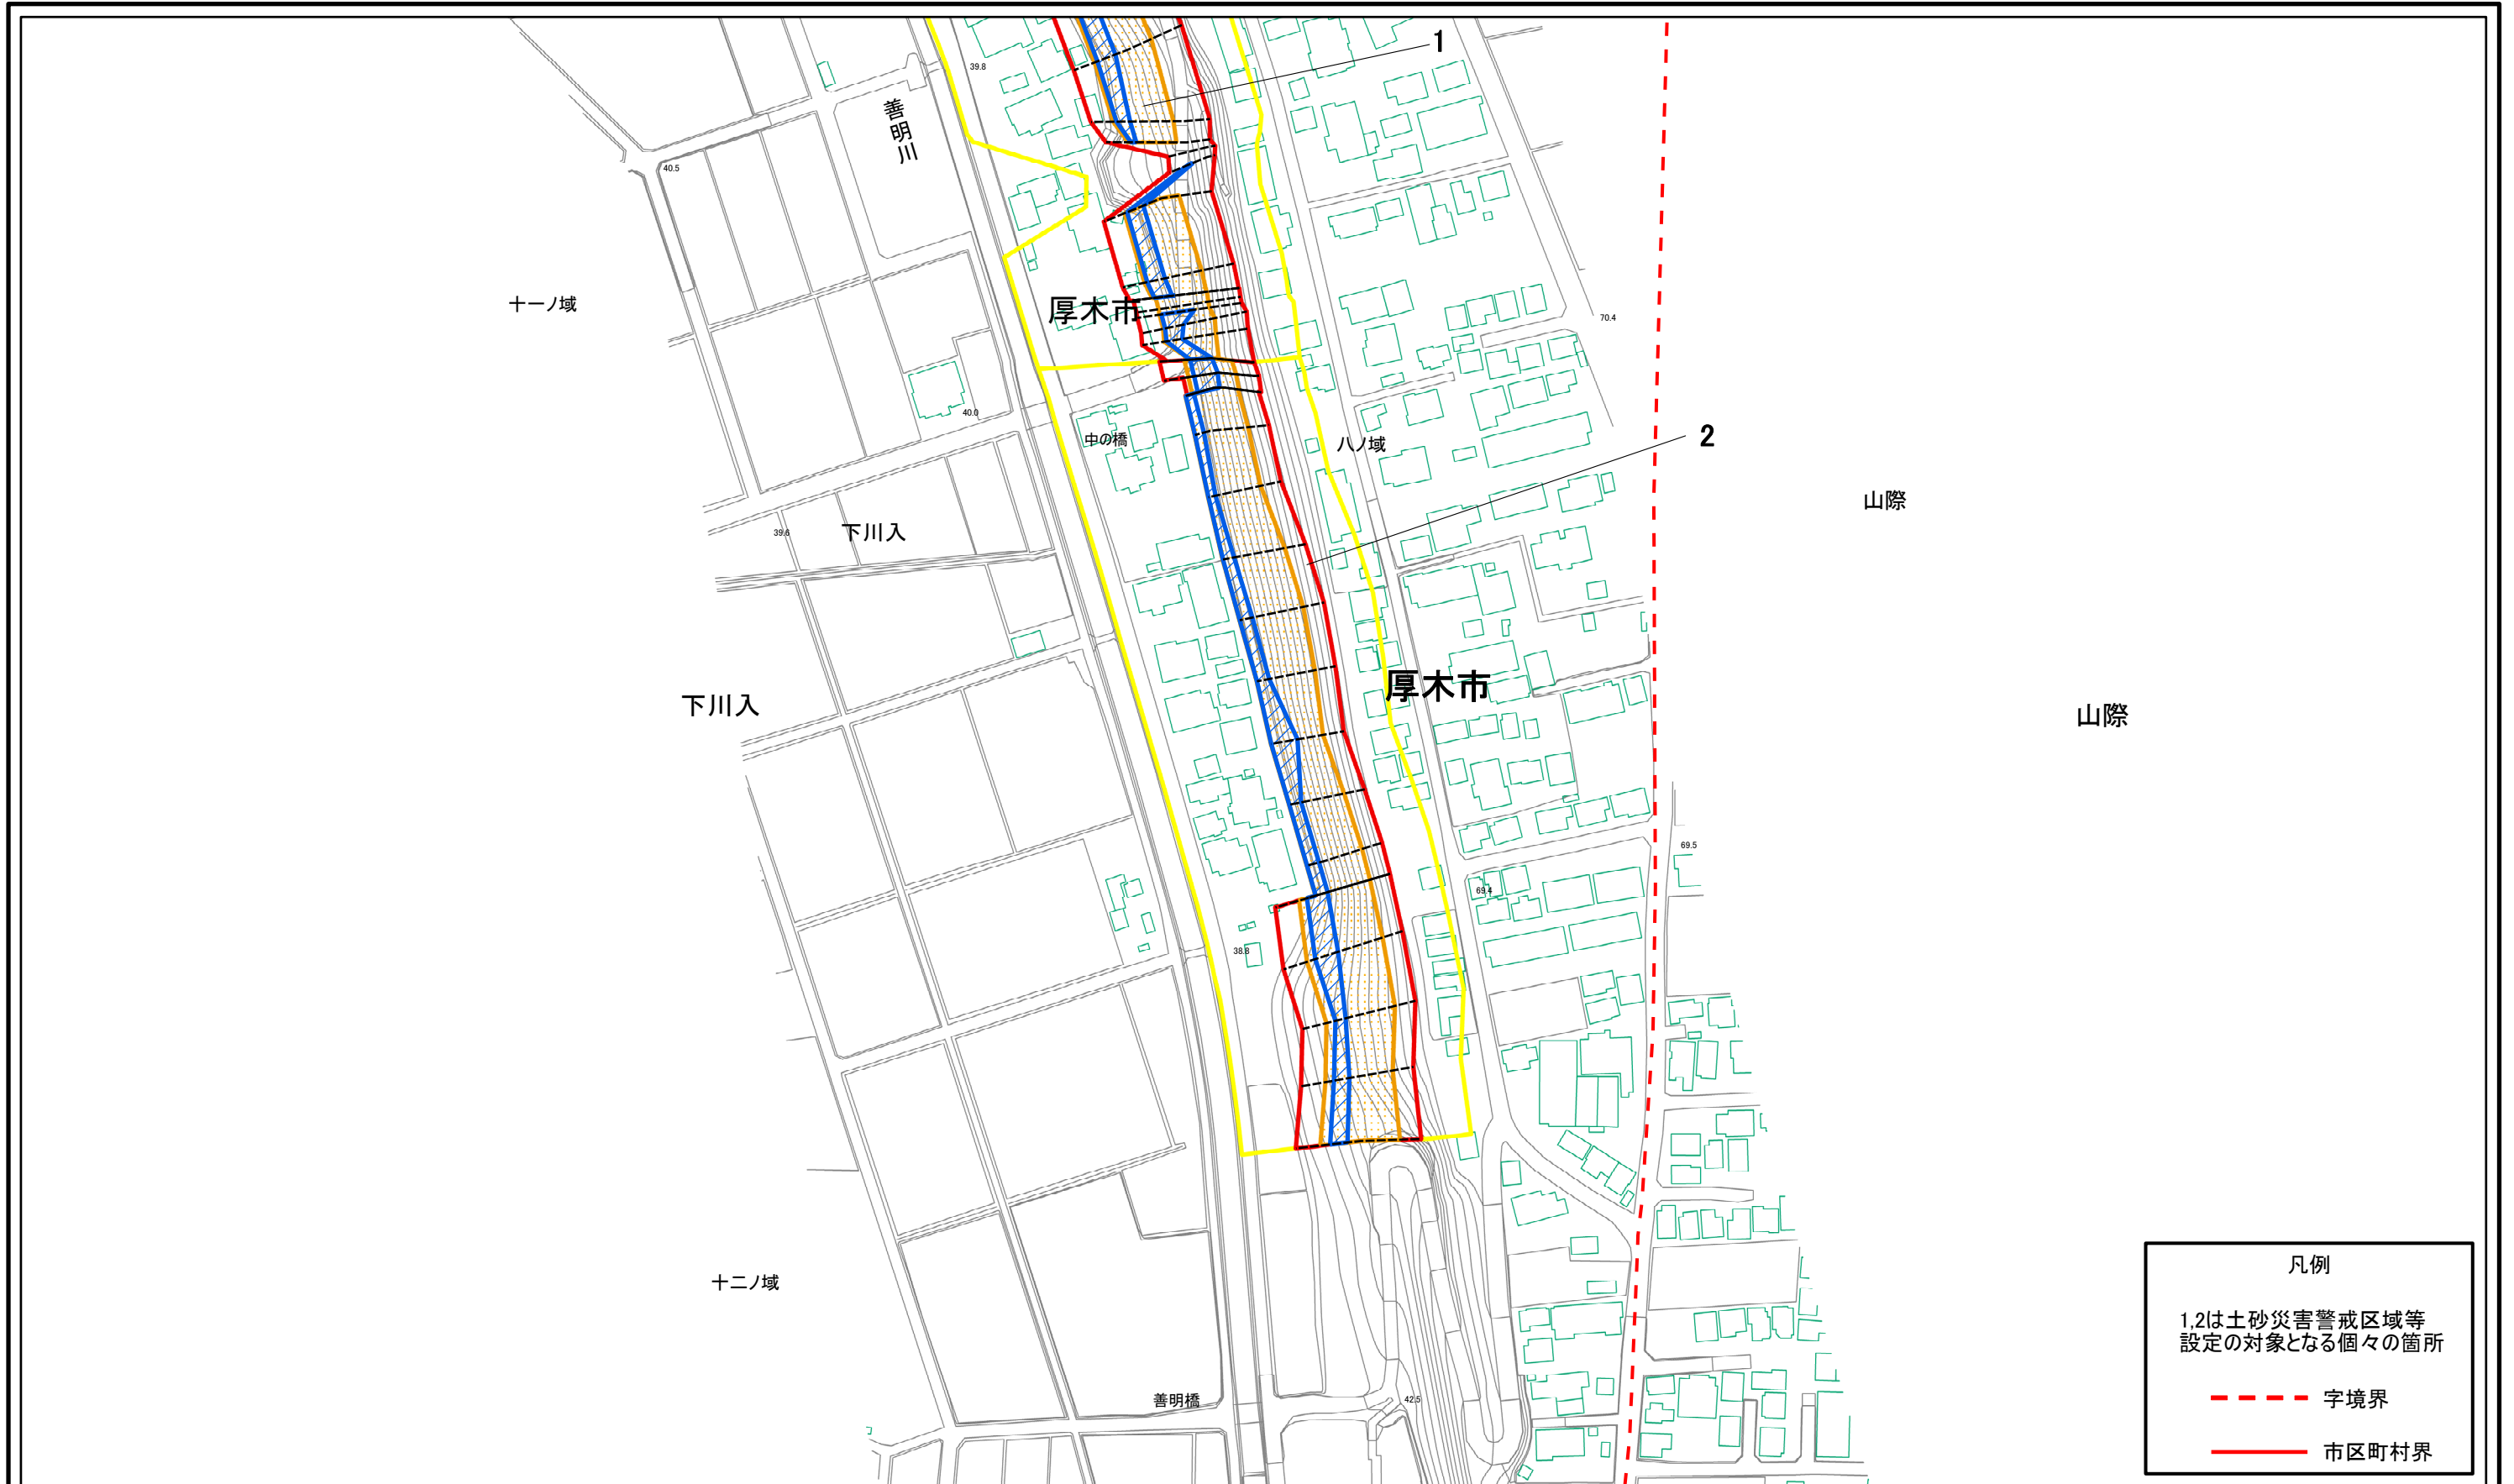 1
39.8
善明川
40.5
十一ノ域
厚木市
70.4
40.0
中の橋
八ノ域
2
山際
39.6
下川入
厚木市
下川入
山際
69.5
69.4
38.8
十二ノ域
善明橋
42.5
凡例
1,2は土砂災害警戒区域等
設定の対象となる個々の箇所
字境界
市区町村界